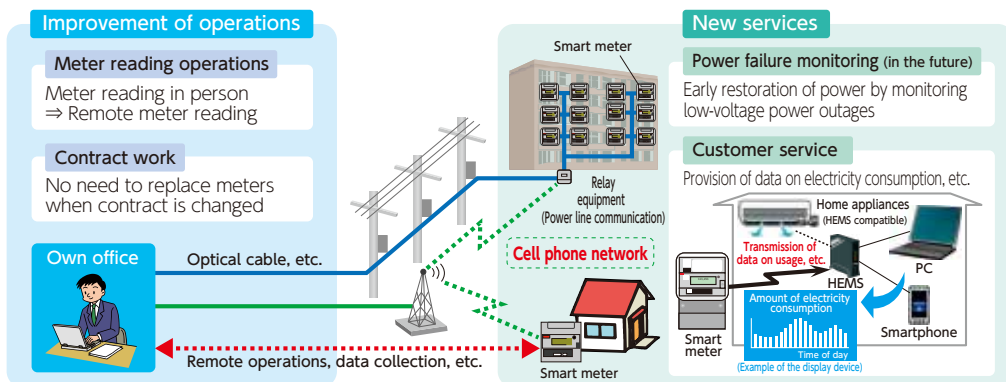 Improvement of operations
Meter reading operations
Meter reading in person
⇒ Remote meter reading
Contract work
No need to replace meters
when contract is changed
Own office
Optical cable, etc.
Remote operations, data collection, etc.
Smart meter
Relay
equipment
(Power line communication)
Cell phone network
Smart meter
New services
Power failure monitoring (in the future)
Early restoration of power by monitoring
low-voltage power outages
Customer service
Provision of data on electricity consumption, etc.
Home appliances
(HEMS compatible)
Transmission of
data on usage, etc.
HEMS
PC
Smartphone
Smart
meter
Amount of electricity
consumption
Time of day
(Example of the display device)